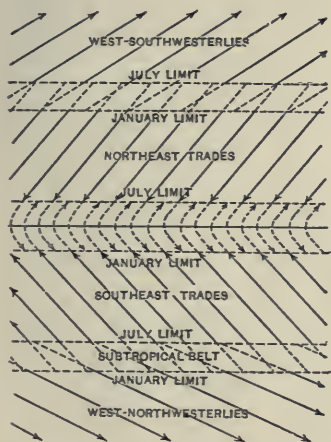 WEST-SOUTHWESTERLIES
JULY LIMIT
JANUARY LIMIT
NORTHEAST TRADES
JULY LIMIT
JANUARY LIMIT
SOUTHEAST TRADES
JULY LIMIT
SUBTROPICAL BELT
JANUARY LIMIT
WEST-NORTHWESTERLIES